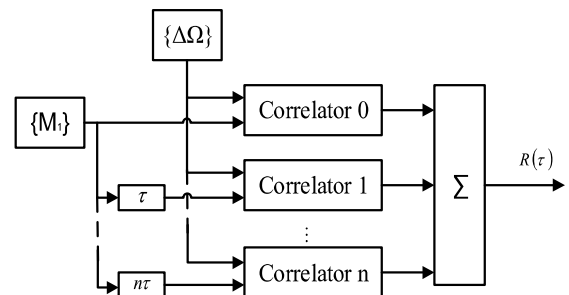 {ΔΩ}
{M₁}
Correlator 0
τ
Correlator 1
⋮
nτ
Correlator n
Σ
R(τ)